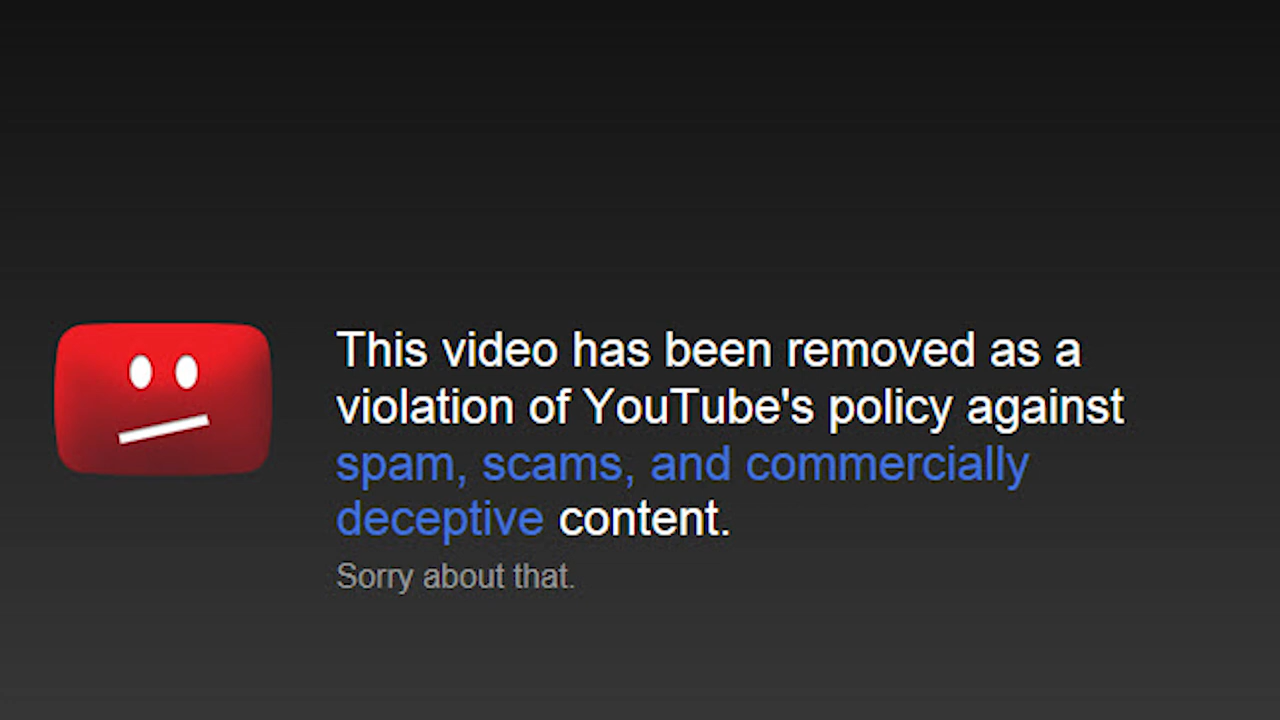 This video has been removed as a
violation of YouTube's policy against
spam, scams, and commercially
deceptive content.
Sorry about that.